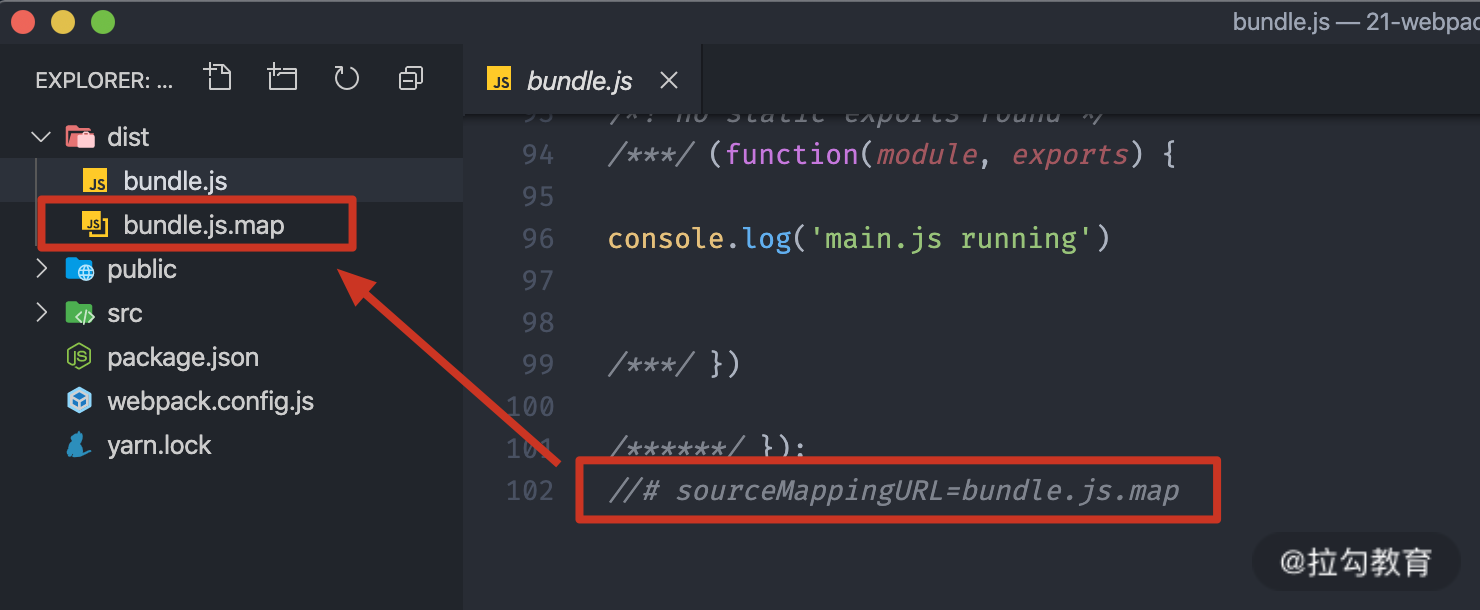 bundle.js — 21-webpac
EXPLORER: ...
dist
bundle.js
bundle.js.map
public
src
package.json
webpack.config.js
yarn.lock
bundle.js
93 /*! no static exports found */
94 /***/ (function(module, exports) {
95
96 console.log('main.js running')
97
98
99 /***/ })
100
101 /******/ });
102 //# sourceMappingURL=bundle.js.map
@拉勾教育